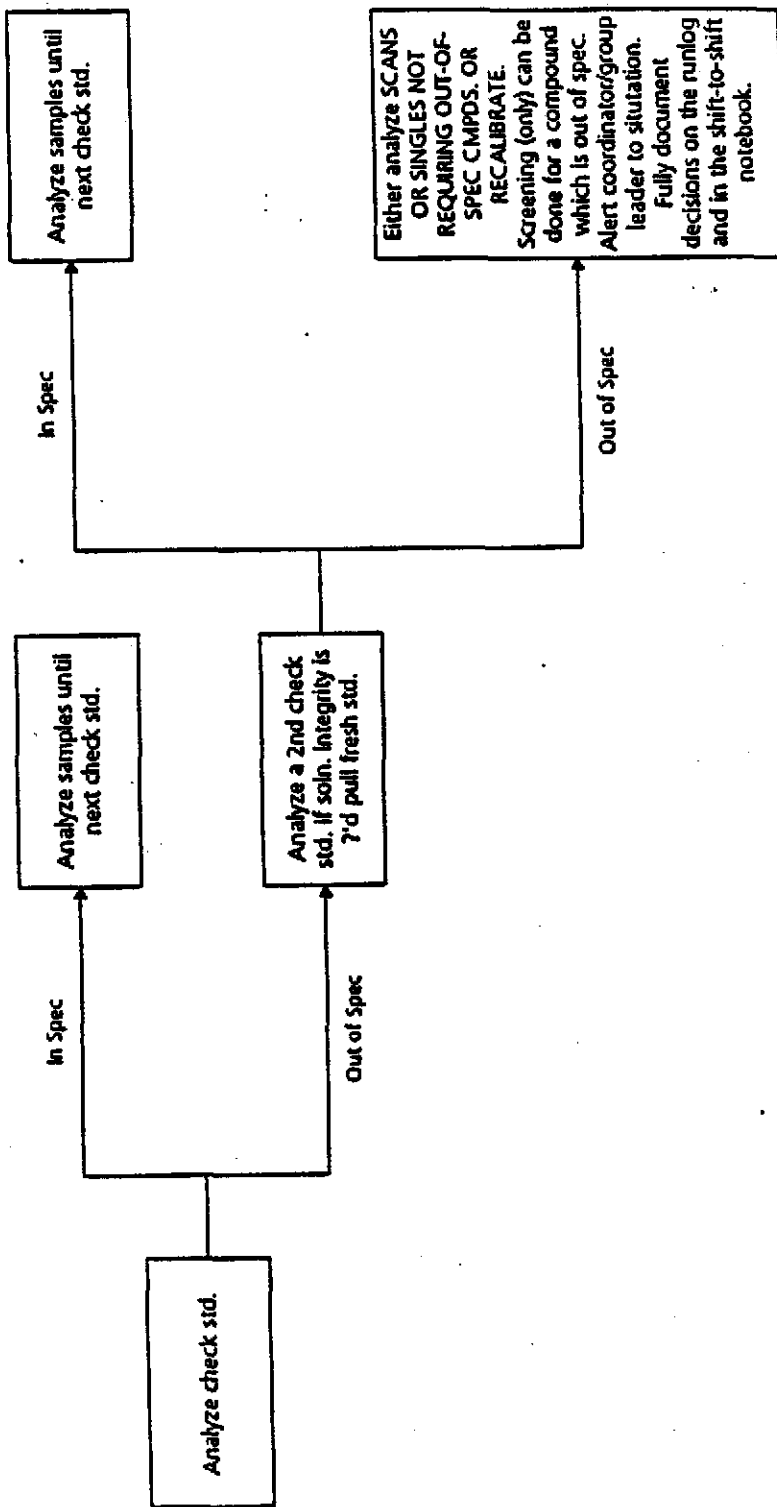 Analyze check std.
In Spec
Out of Spec
Analyze samples until
next check std.
Analyze a 2nd check
std. If soln. Integrity is
?'d pull fresh std.
In Spec
Out of Spec
Analyze samples until
next check std.
Either analyze SCANS
OR SINGLES NOT
REQUIRING OUT-OF-
SPEC CMPDS. OR
RECALIBRATE.
Screening (only) can be
done for a compound
which is out of spec.
Alert coordinator/group
leader to situtation.
Fully document
decisions on the runlog
and in the shift-to-shift
notebook.